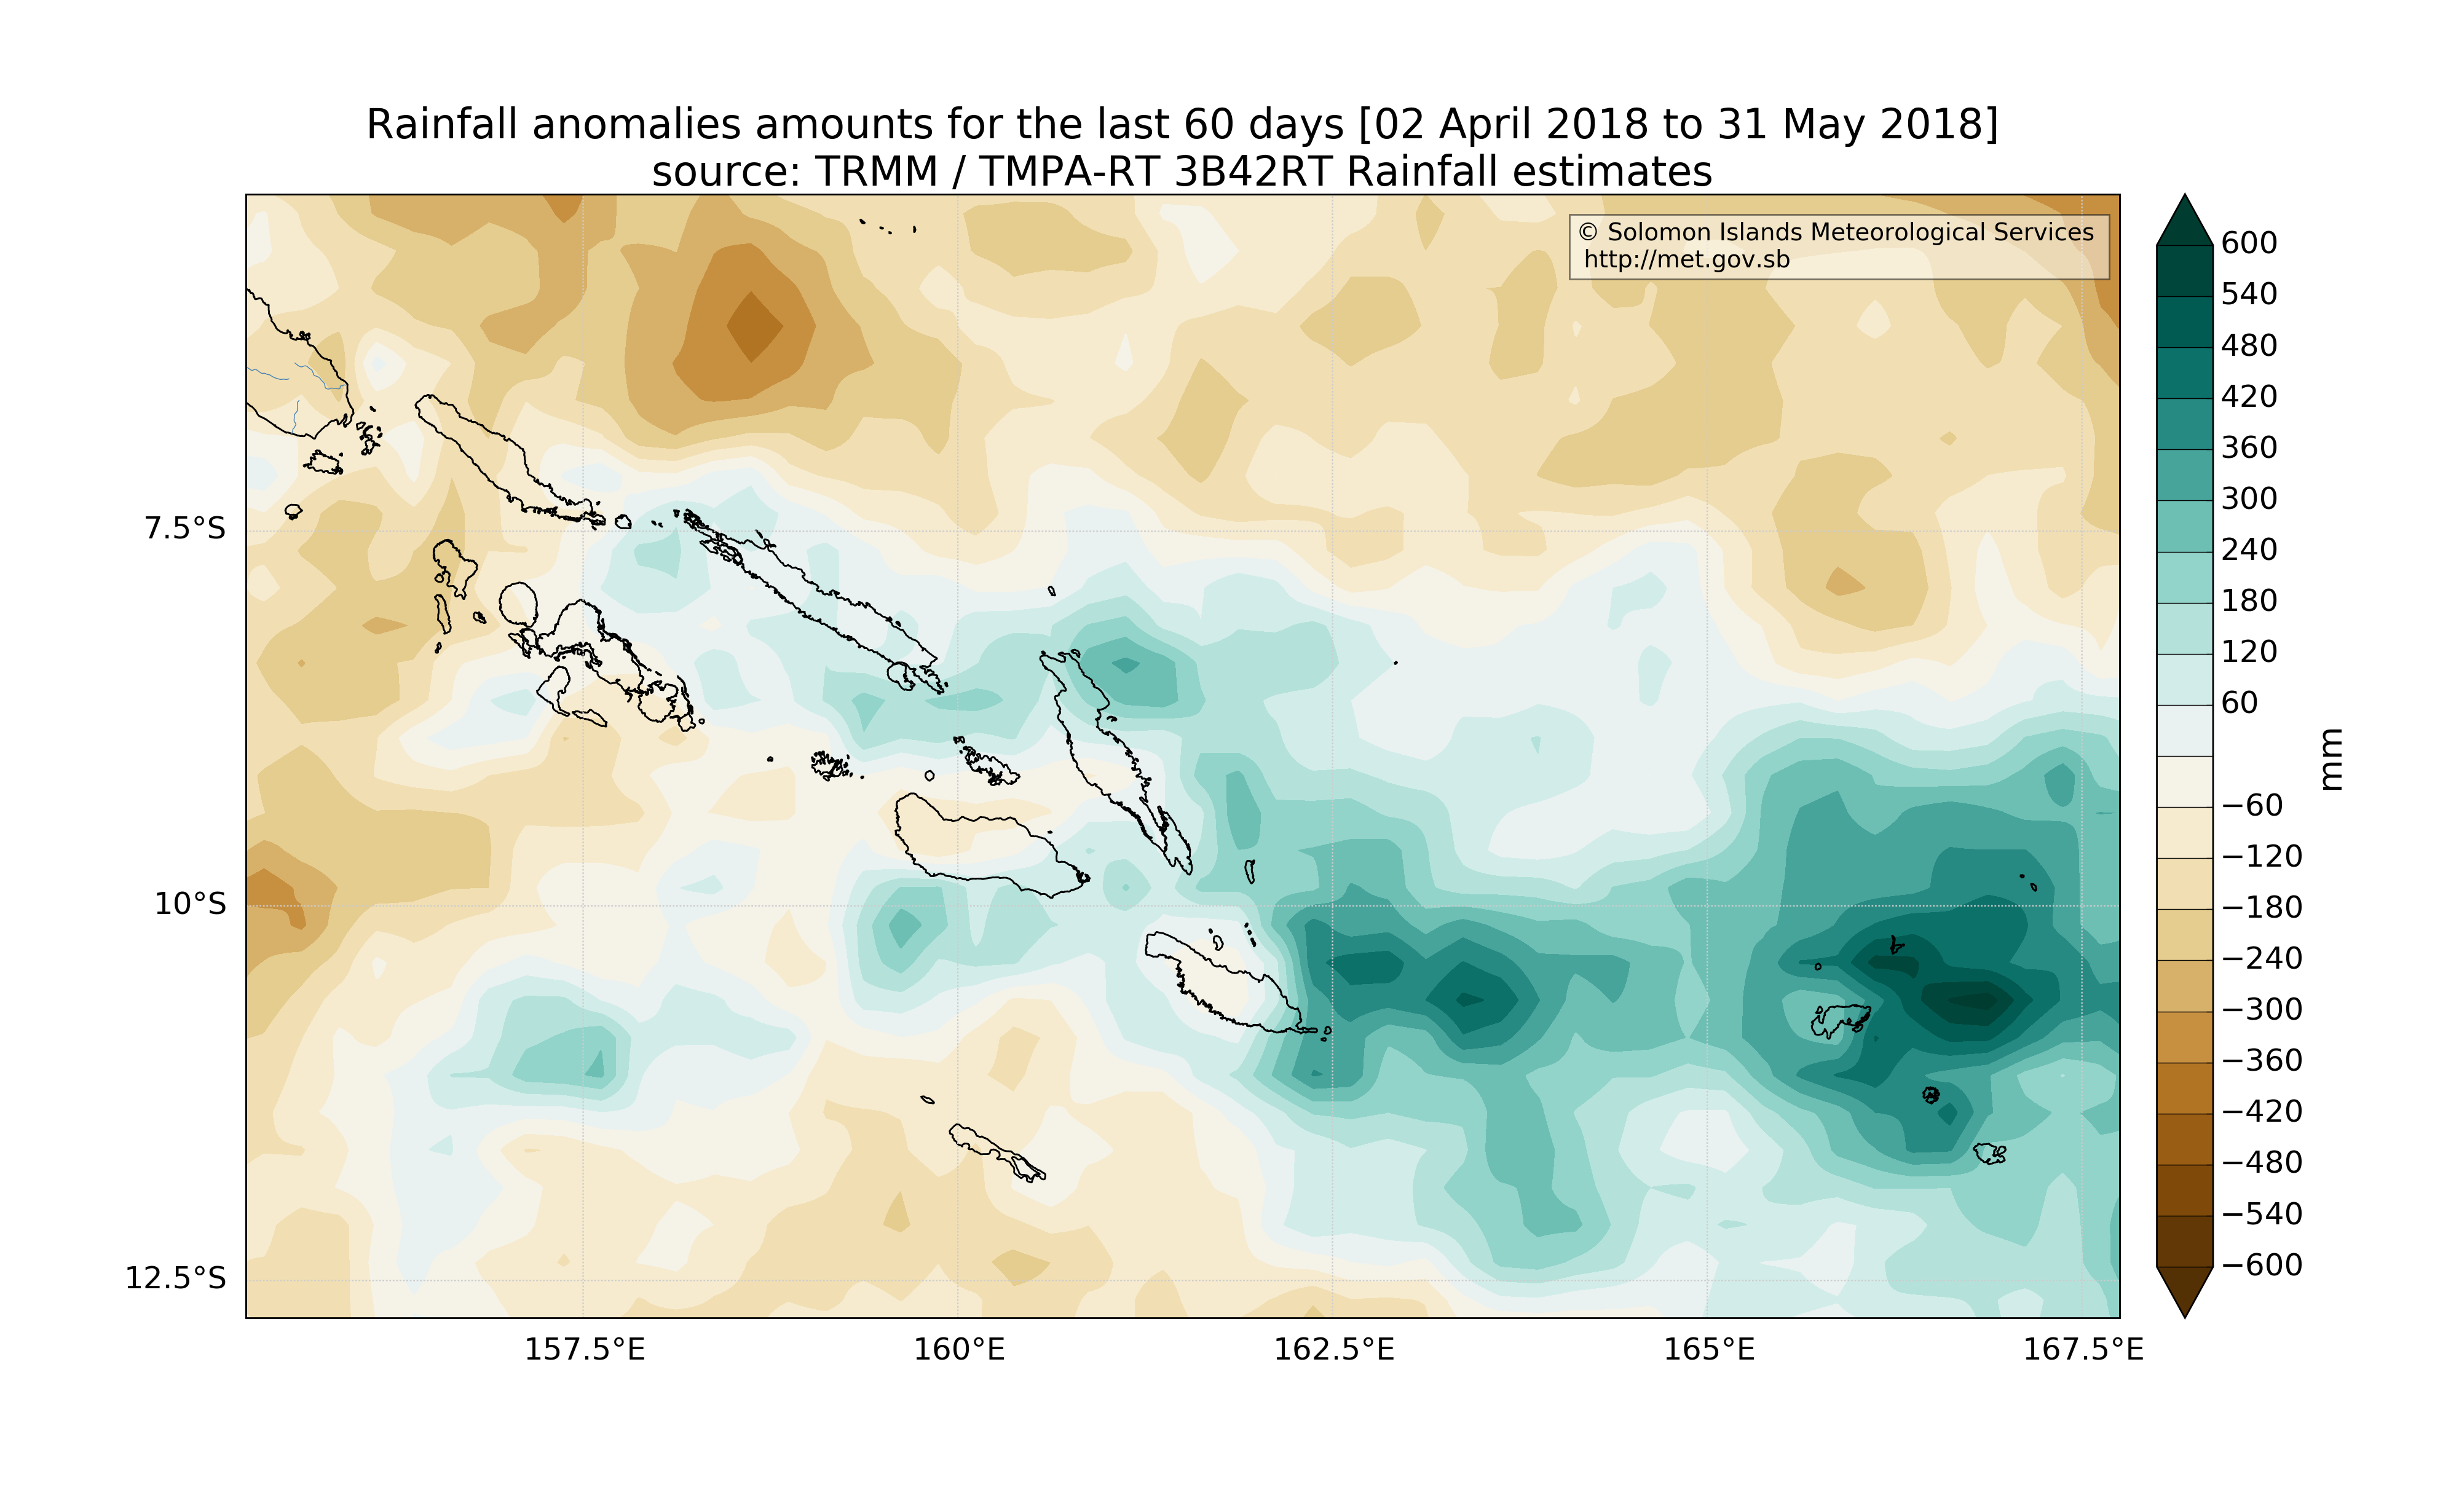 Rainfall anomalies amounts for the last 60 days [02 April 2018 to 31 May 2018]
source: TRMM / TMPA-RT 3B42RT Rainfall estimates
© Solomon Islands Meteorological Services
http://met.gov.sb
7.5°S
10°S
12.5°S
157.5°E
160°E
162.5°E
165°E
167.5°E
600
540
480
420
360
300
240
180
120
60
−60
−120
−180
−240
−300
−360
−420
−480
−540
−600
mm